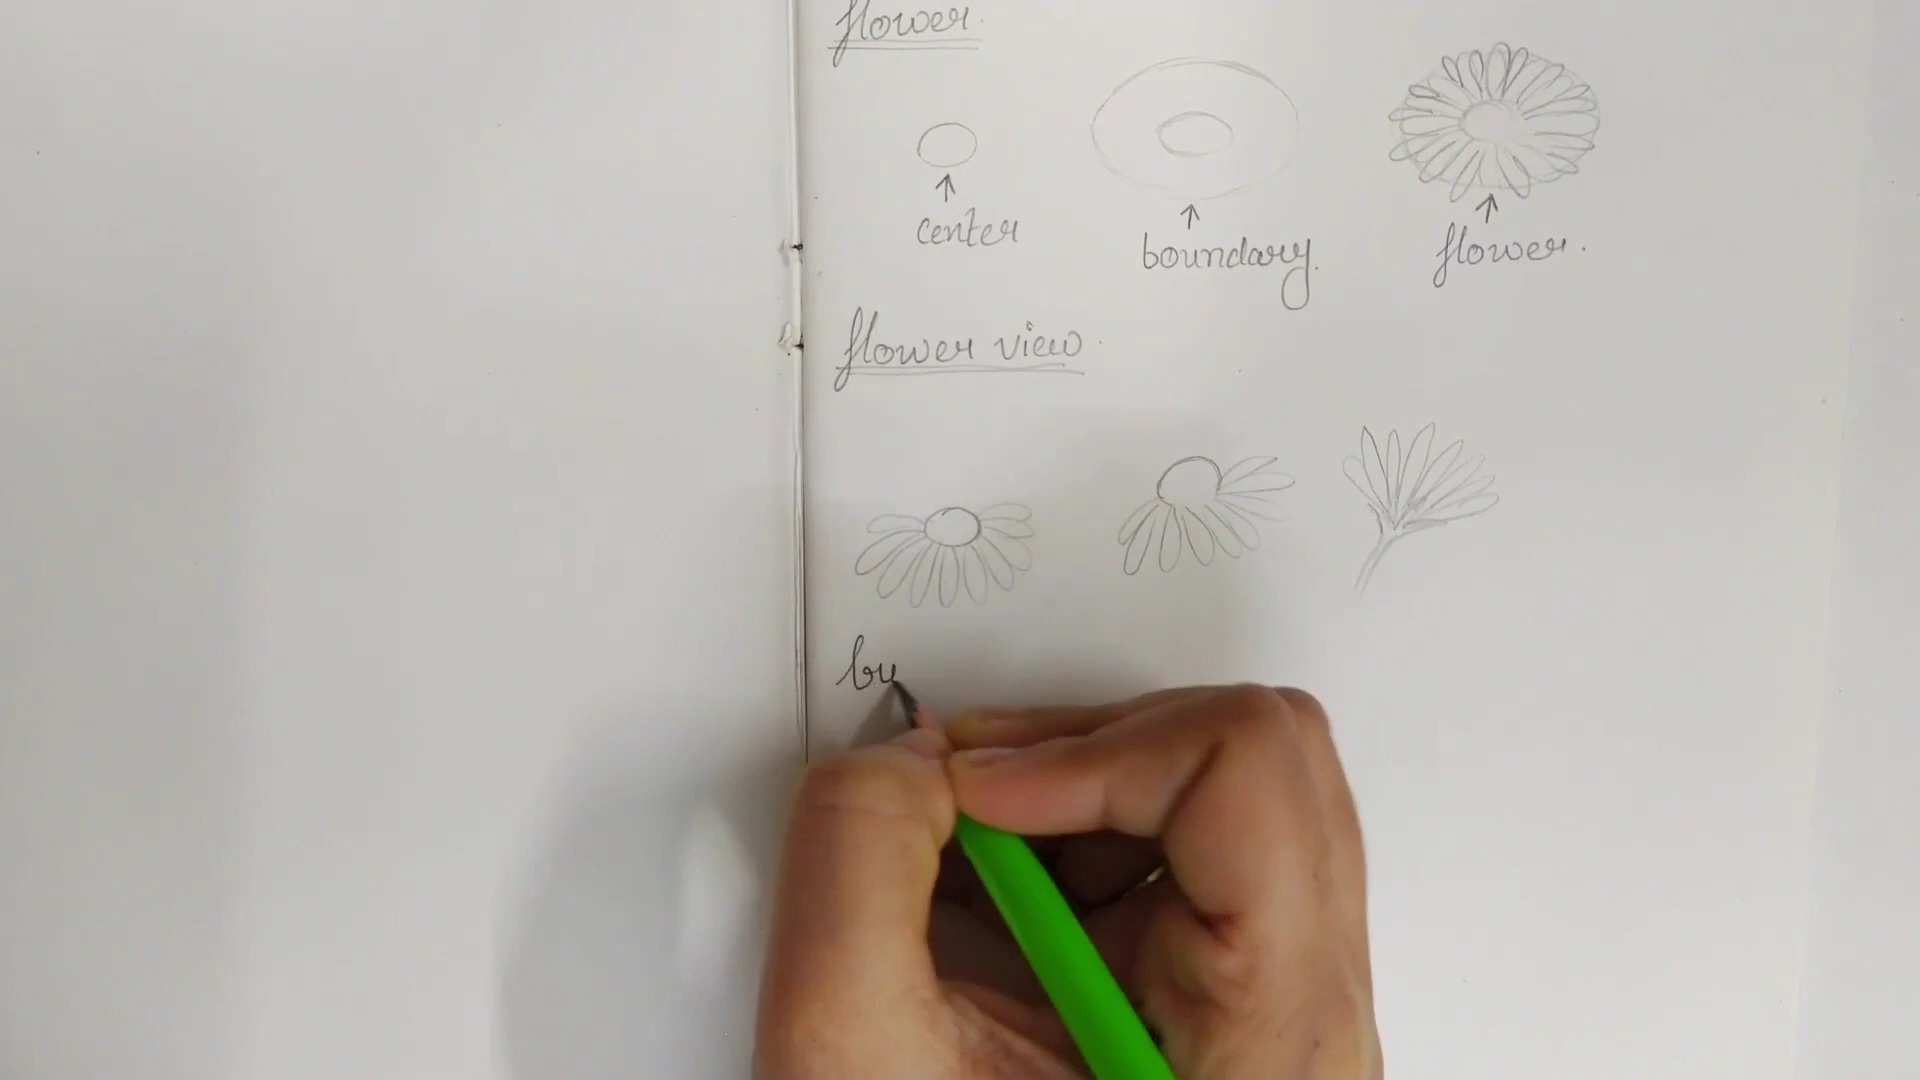 flower.
center
boundary.
flower.
flower view.
bu